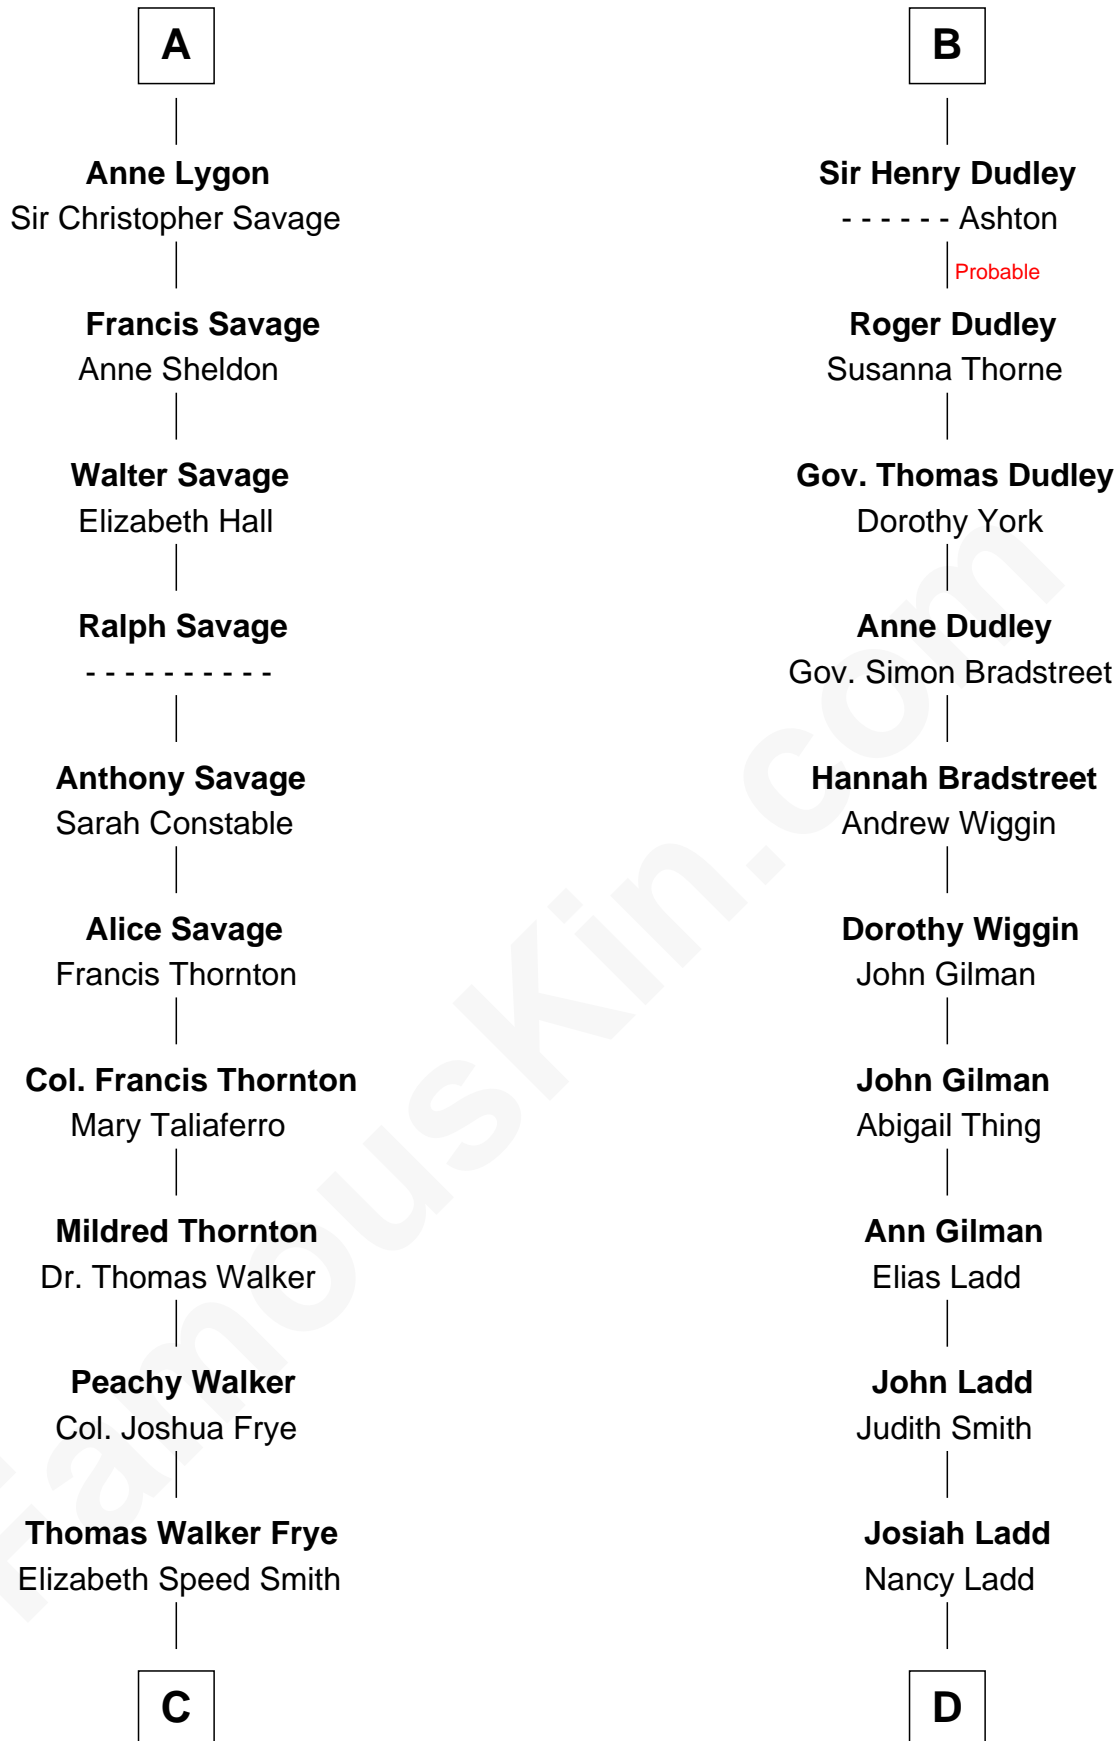 A
Anne Lygon
Sir Christopher Savage
Francis Savage
Anne Sheldon
Walter Savage
Elizabeth Hall
Ralph Savage
- - - - - - - - - -
Anthony Savage
Sarah Constable
Alice Savage
Francis Thornton
Col. Francis Thornton
Mary Taliaferro
Mildred Thornton
Dr. Thomas Walker
Peachy Walker
Col. Joshua Frye
Thomas Walker Frye
Elizabeth Speed Smith
C
B
Sir Henry Dudley
- - - - - - Ashton
Probable
Roger Dudley
Susanna Thorne
Gov. Thomas Dudley
Dorothy York
Anne Dudley
Gov. Simon Bradstreet
Hannah Bradstreet
Andrew Wiggin
Dorothy Wiggin
John Gilman
John Gilman
Abigail Thing
Ann Gilman
Elias Ladd
John Ladd
Judith Smith
Josiah Ladd
Nancy Ladd
D
FamousKin.com